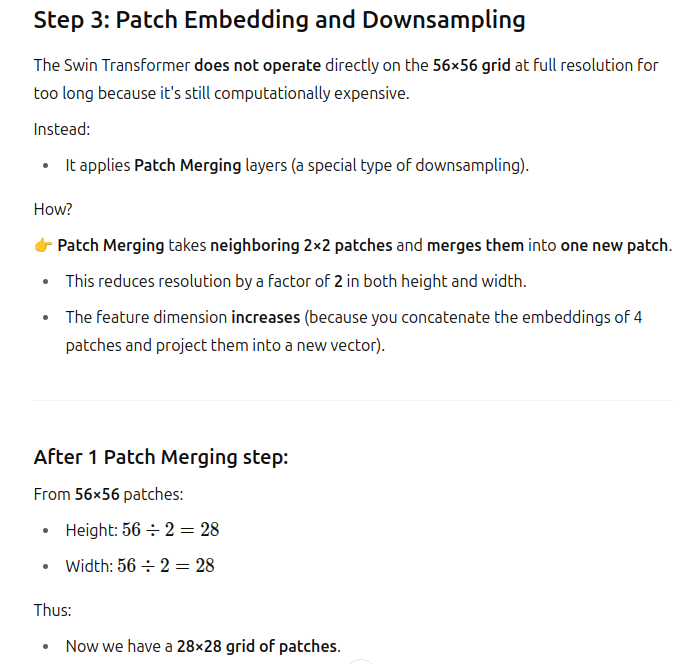 Step 3: Patch Embedding and Downsampling
The Swin Transformer does not operate directly on the 56×56 grid at full resolution for
too long because it's still computationally expensive.
Instead:
• It applies Patch Merging layers (a special type of downsampling).
How?
👉 Patch Merging takes neighboring 2×2 patches and merges them into one new patch.
• This reduces resolution by a factor of 2 in both height and width.
• The feature dimension increases (because you concatenate the embeddings of 4
patches and project them into a new vector).
After 1 Patch Merging step:
From 56×56 patches:
• Height: 56 ÷ 2 = 28
• Width: 56 ÷ 2 = 28
Thus:
• Now we have a 28×28 grid of patches.